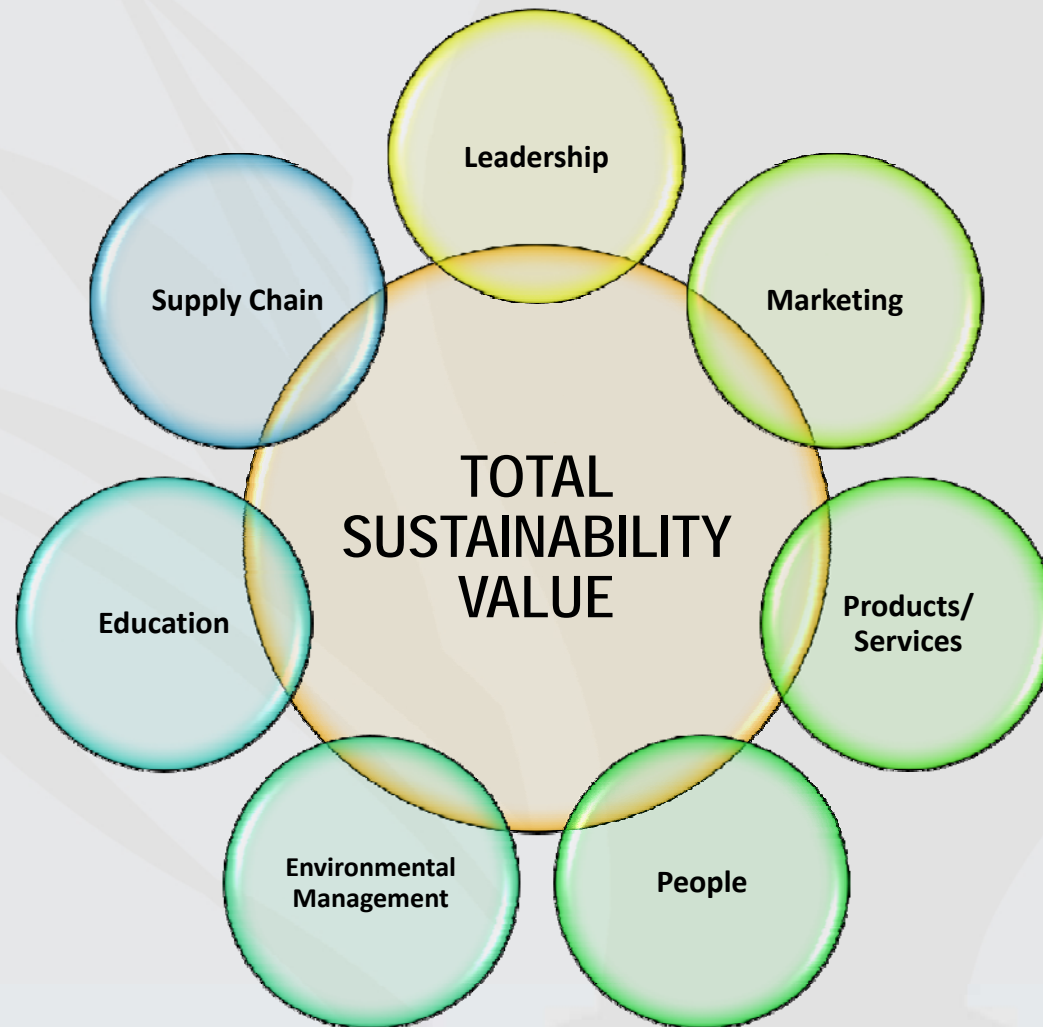 Leadership
Supply Chain
Marketing
TOTAL
SUSTAINABILITY
VALUE
Education
Products/
Services
Environmental
Management
People